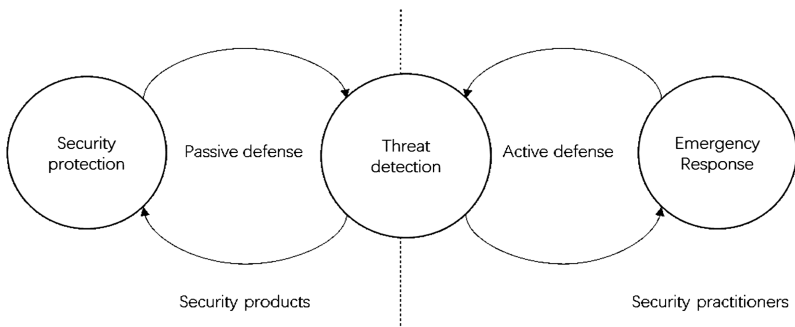 Security
protection
Passive defense
Threat
detection
Active defense
Emergency
Response
Security products
Security practitioners